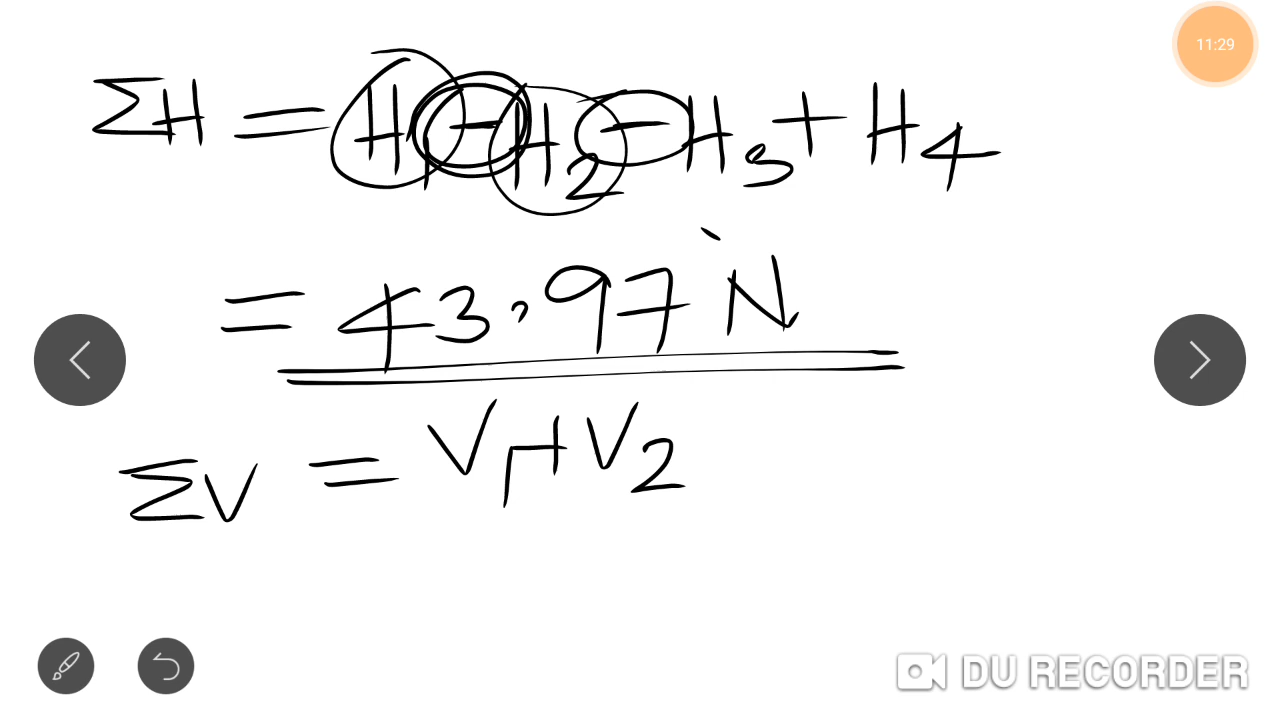 11:29
ΣH = H₁ - H₂ - H₃ + H₄
= 43.97 N
ΣV = V₁ + V₂
DU RECORDER